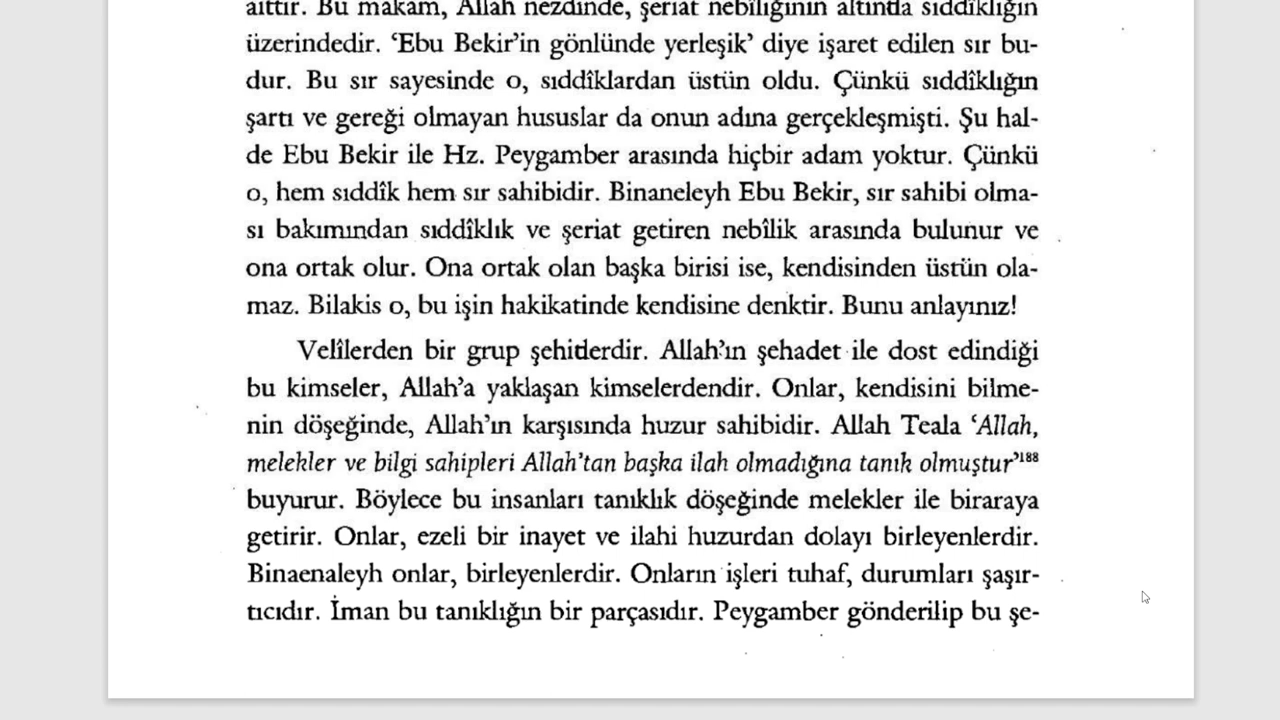 aittir. Bu makam, Allah nezdinde, şeriat nebîliğinin altında sıddîklığın
üzerindedir. ‘Ebu Bekir’in gönlünde yerleşik’ diye işaret edilen sır bu-
dur. Bu sır sayesinde o, sıddîklardan üstün oldu. Çünkü sıddîklığın
şartı ve gereği olmayan hususlar da onun adına gerçekleşmişti. Şu hal-
de Ebu Bekir ile Hz. Peygamber arasında hiçbir adam yoktur. Çünkü
o, hem sıddîk hem sır sahibidir. Binaneleyh Ebu Bekir, sır sahibi olma-
sı bakımından sıddîklık ve şeriat getiren nebîlik arasında bulunur ve
ona ortak olur. Ona ortak olan başka birisi ise, kendisinden üstün ola-
maz. Bilakis o, bu işin hakikatinde kendisine denktir. Bunu anlayınız!
Velîlerden bir grup şehitlerdir. Allah’ın şehadet ile dost edindiği
bu kimseler, Allah’a yaklaşan kimselerdendir. Onlar, kendisini bilme-
nin döşeğinde, Allah’ın karşısında huzur sahibidir. Allah Teala ‘Allah,
melekler ve bilgi sahipleri Allah’tan başka ilah olmadığına tanık olmuştur’¹⁸⁸
buyurur. Böylece bu insanları tanıklık döşeğinde melekler ile biraraya
getirir. Onlar, ezeli bir inayet ve ilahi huzurdan dolayı birleyenlerdir.
Binaenaleyh onlar, birleyenlerdir. Onların işleri tuhaf, durumları şaşır-
tıcıdır. İman bu tanıklığın bir parçasıdır. Peygamber gönderilip bu şe-